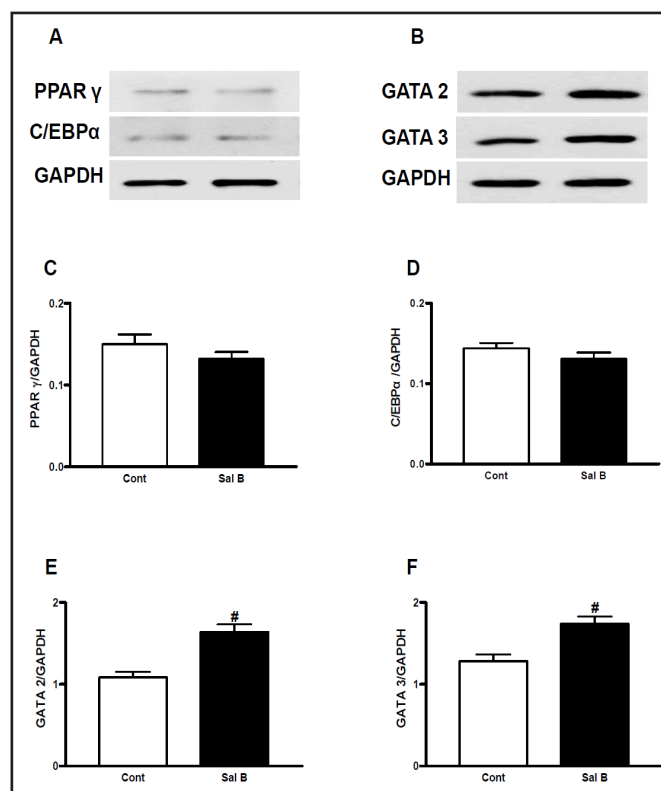 A
PPAR γ
C/EBPα
GAPDH
B
GATA 2
GATA 3
GAPDH
C
PPAR γ/GAPDH
0.2
0.1
0.0
Cont Sal B
D
C/EBPα /GAPDH
0.2
0.1
0.0
Cont Sal B
E
GATA 2/GAPDH
2
1
0
#
Cont Sal B
F
GATA 3/GAPDH
2
1
0
#
Cont Sal B